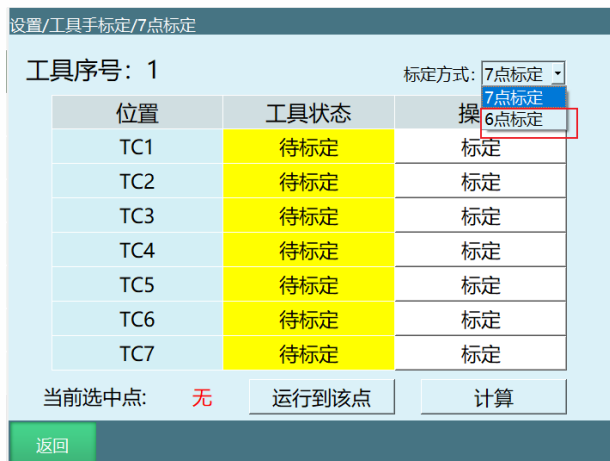 设置/工具手标定/7点标定
工具序号：1 标定方式: 7点标定
7点标定
6点标定
位置 工具状态 操
TC1 待标定 标定
TC2 待标定 标定
TC3 待标定 标定
TC4 待标定 标定
TC5 待标定 标定
TC6 待标定 标定
TC7 待标定 标定
当前选中点: 无 运行到该点 计算
返回